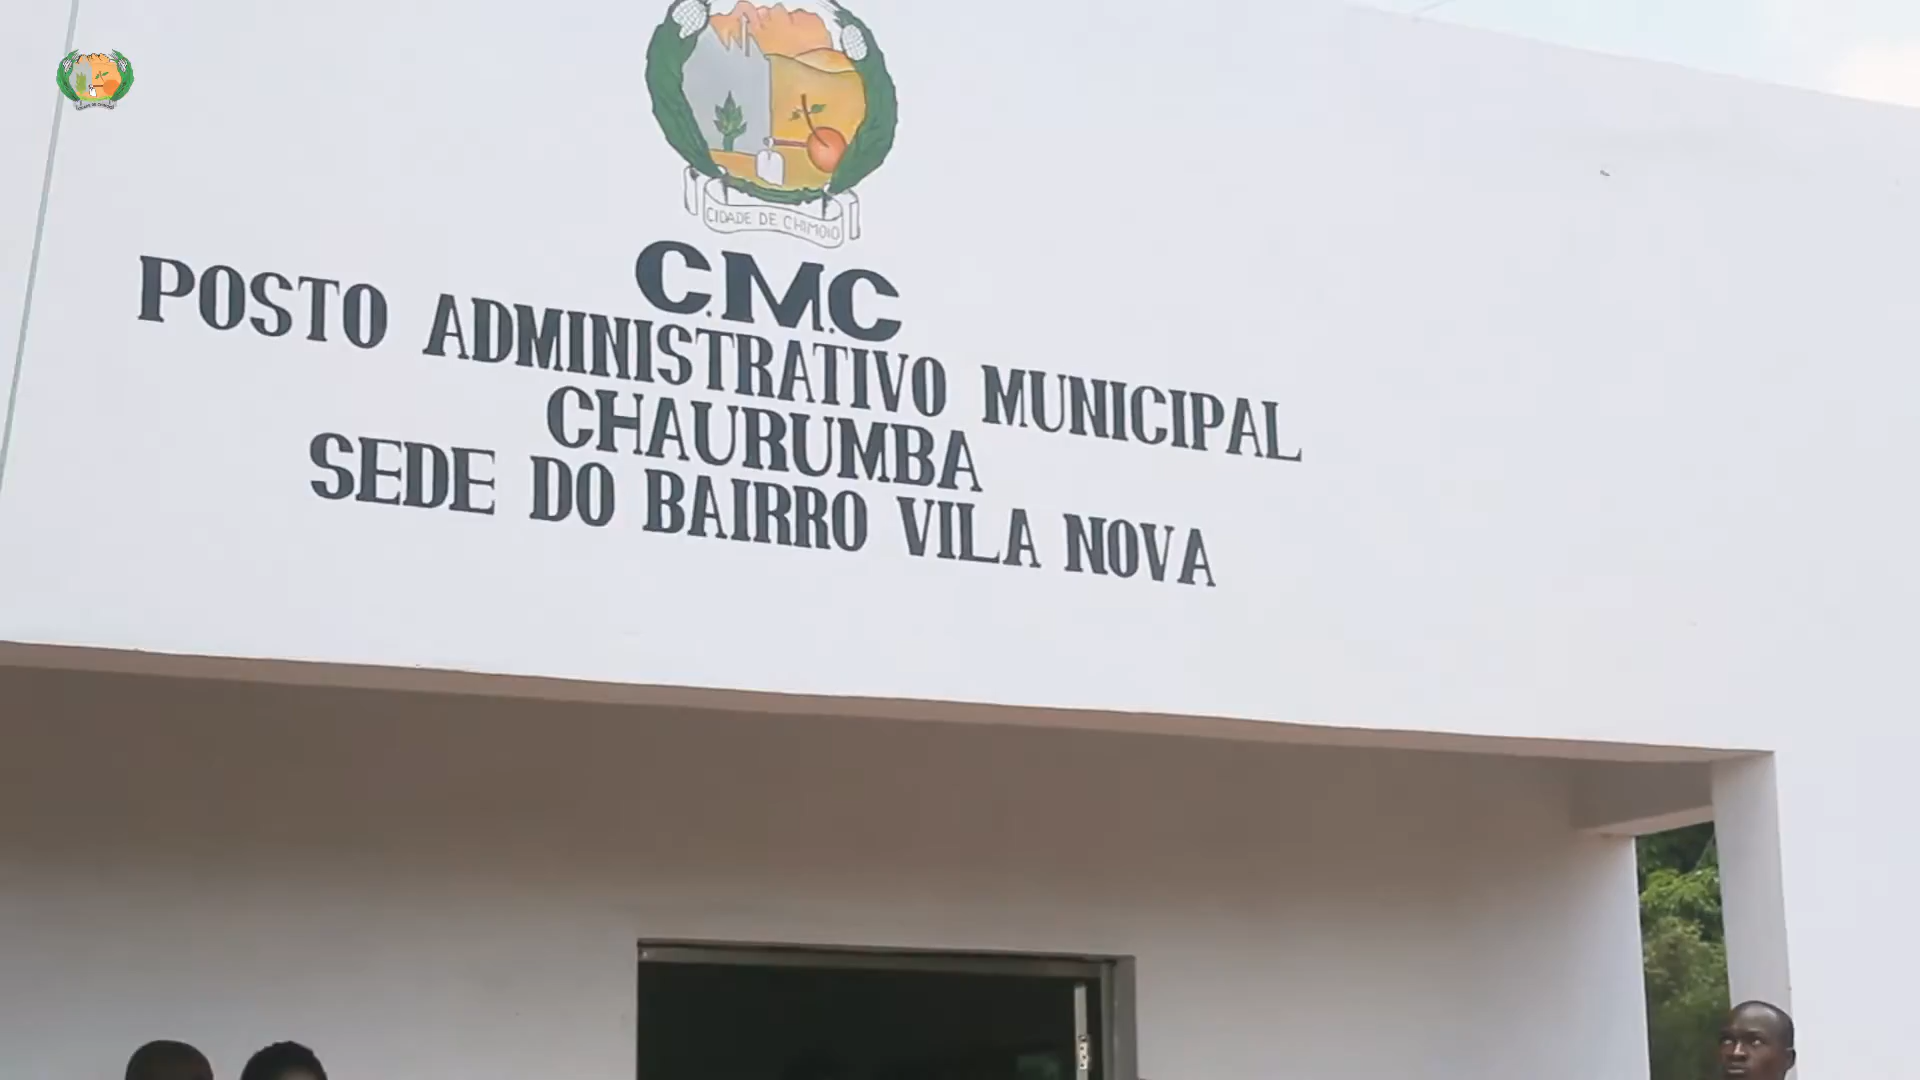 CIDADE DE CHIMOIO
C.M.C
POSTO ADMINISTRATIVO MUNICIPAL
CHAURUMBA
SEDE DO BAIRRO VILA NOVA